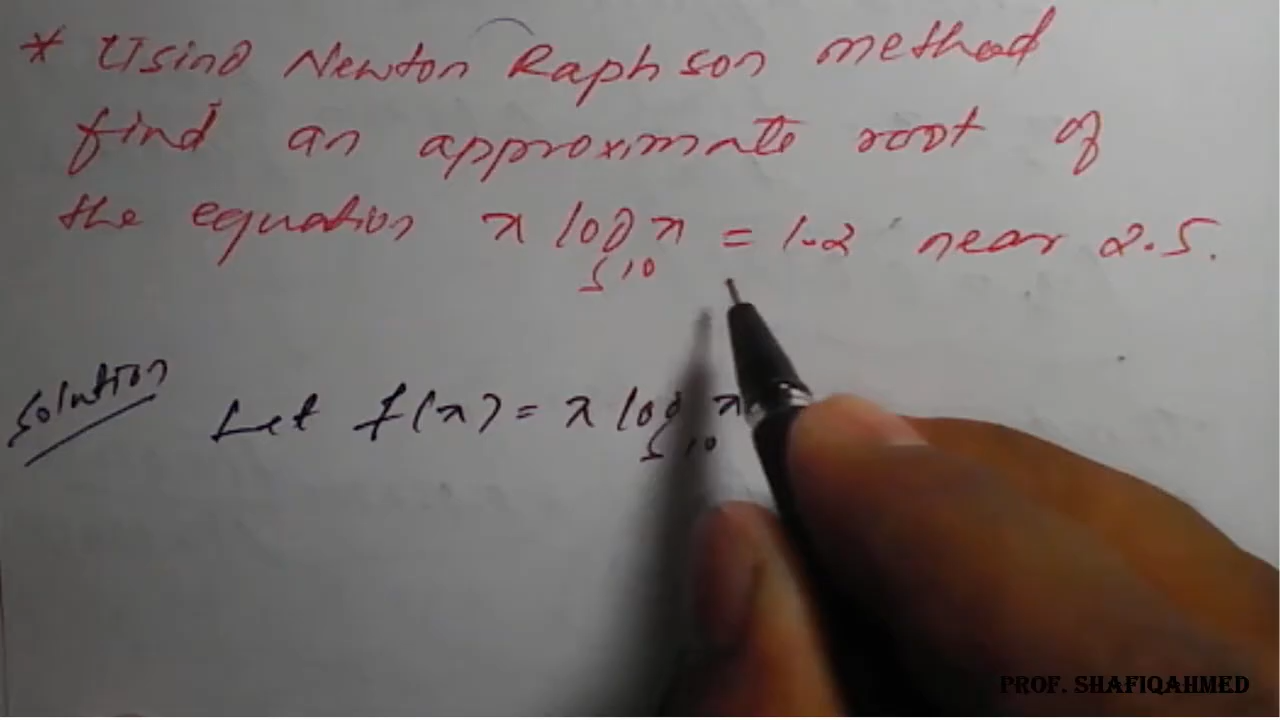 * Using Newton Raphson method
find an approximate root of
the equation x log₁₀ x = 1.2 near 2.5.
Solution Let f(x) = x log₁₀ x
PROF. SHAFIQAHMED